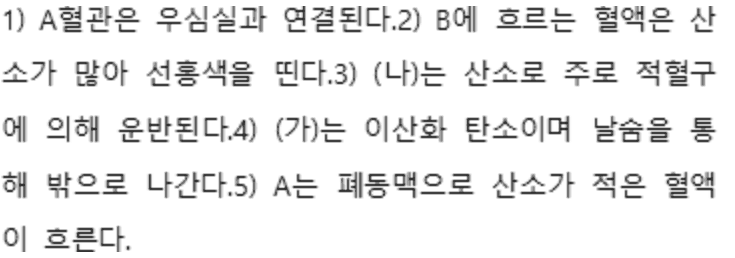 1) A혈관은 우심실과 연결된다.2) B에 흐르는 혈액은 산
소가 많아 선홍색을 띤다.3) (나)는 산소로 주로 적혈구
에 의해 운반된다.4) (가)는 이산화 탄소이며 날숨을 통
해 밖으로 나간다.5) A는 폐동맥으로 산소가 적은 혈액
이 흐른다.